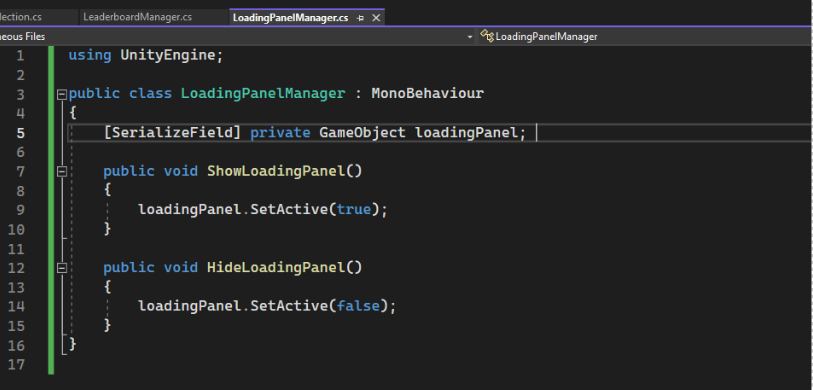 lection.cs LeaderboardManager.cs LoadingPanelManager.cs
eous Files LoadingPanelManager
1 using UnityEngine;
2
3 public class LoadingPanelManager : MonoBehaviour
4 {
5 [SerializeField] private GameObject loadingPanel;
6
7 public void ShowLoadingPanel()
8 {
9 loadingPanel.SetActive(true);
10 }
11
12 public void HideLoadingPanel()
13 {
14 loadingPanel.SetActive(false);
15 }
16 }
17